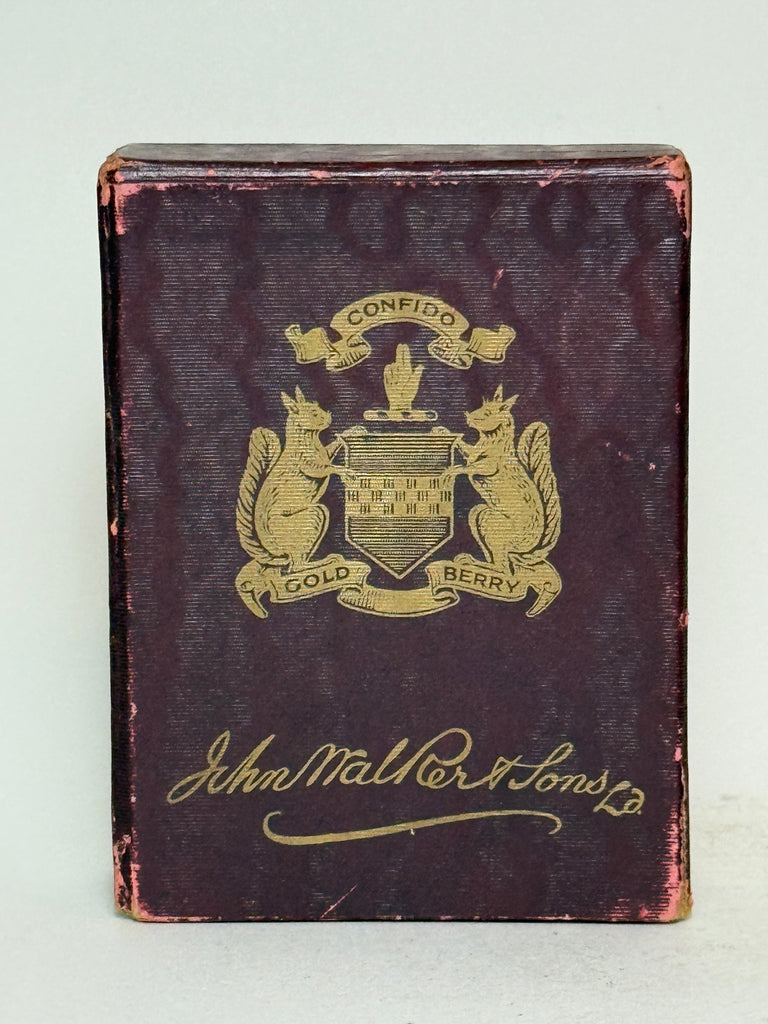 CONFIDO
GOLD BERRY
John Walker & Sons Ld.